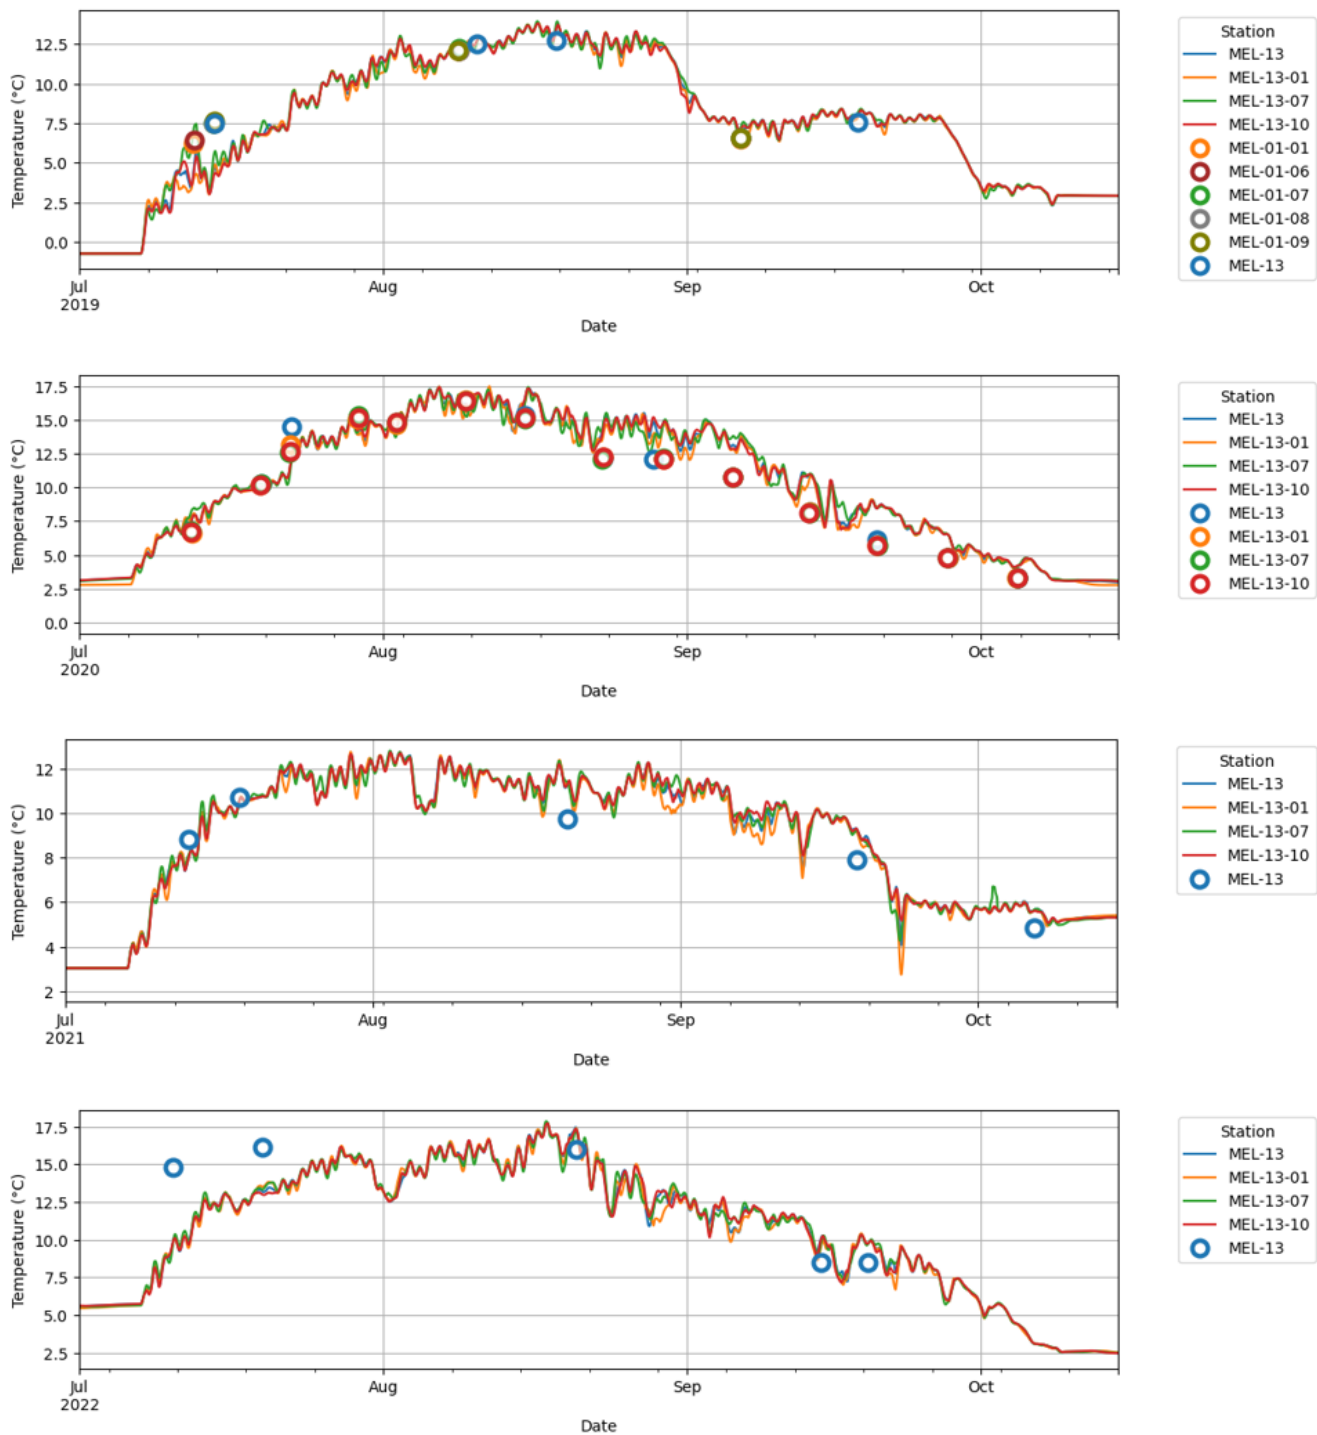 Temperature (°C)
12.5
10.0
7.5
5.0
2.5
0.0
Jul
2019
Aug
Sep
Oct
Date
Station
MEL-13
MEL-13-01
MEL-13-07
MEL-13-10
MEL-01-01
MEL-01-06
MEL-01-07
MEL-01-08
MEL-01-09
MEL-13
Temperature (°C)
17.5
15.0
12.5
10.0
7.5
5.0
2.5
0.0
Jul
2020
Aug
Sep
Oct
Date
Station
MEL-13
MEL-13-01
MEL-13-07
MEL-13-10
MEL-13
MEL-13-01
MEL-13-07
MEL-13-10
Temperature (°C)
12
10
8
6
4
2
Jul
2021
Aug
Sep
Oct
Date
Station
MEL-13
MEL-13-01
MEL-13-07
MEL-13-10
MEL-13
Temperature (°C)
17.5
15.0
12.5
10.0
7.5
5.0
2.5
Jul
2022
Aug
Sep
Oct
Date
Station
MEL-13
MEL-13-01
MEL-13-07
MEL-13-10
MEL-13